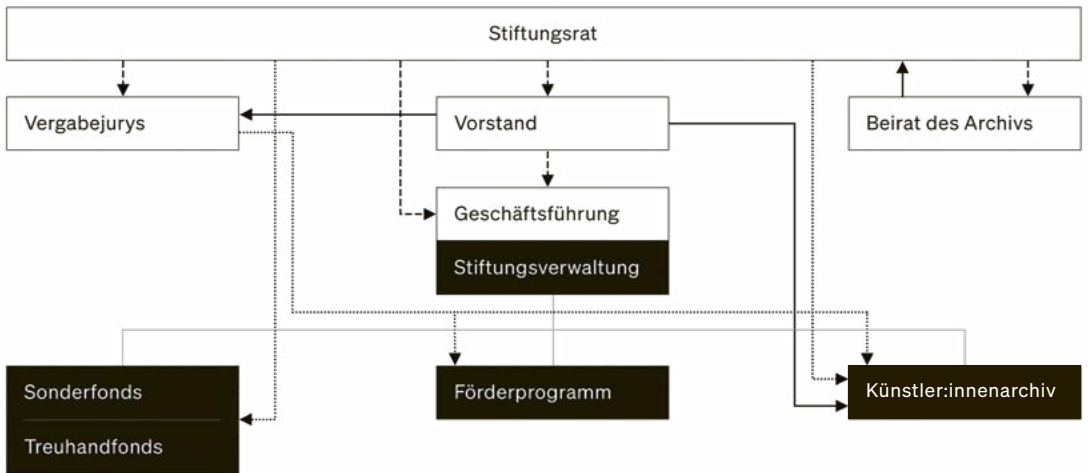 Stiftungsrat
Vergabejurys
Vorstand
Beirat des Archivs
Geschäftsführung
Stiftungsverwaltung
Sonderfonds
Förderprogramm
Künstler:innenarchiv
Treuhandfonds